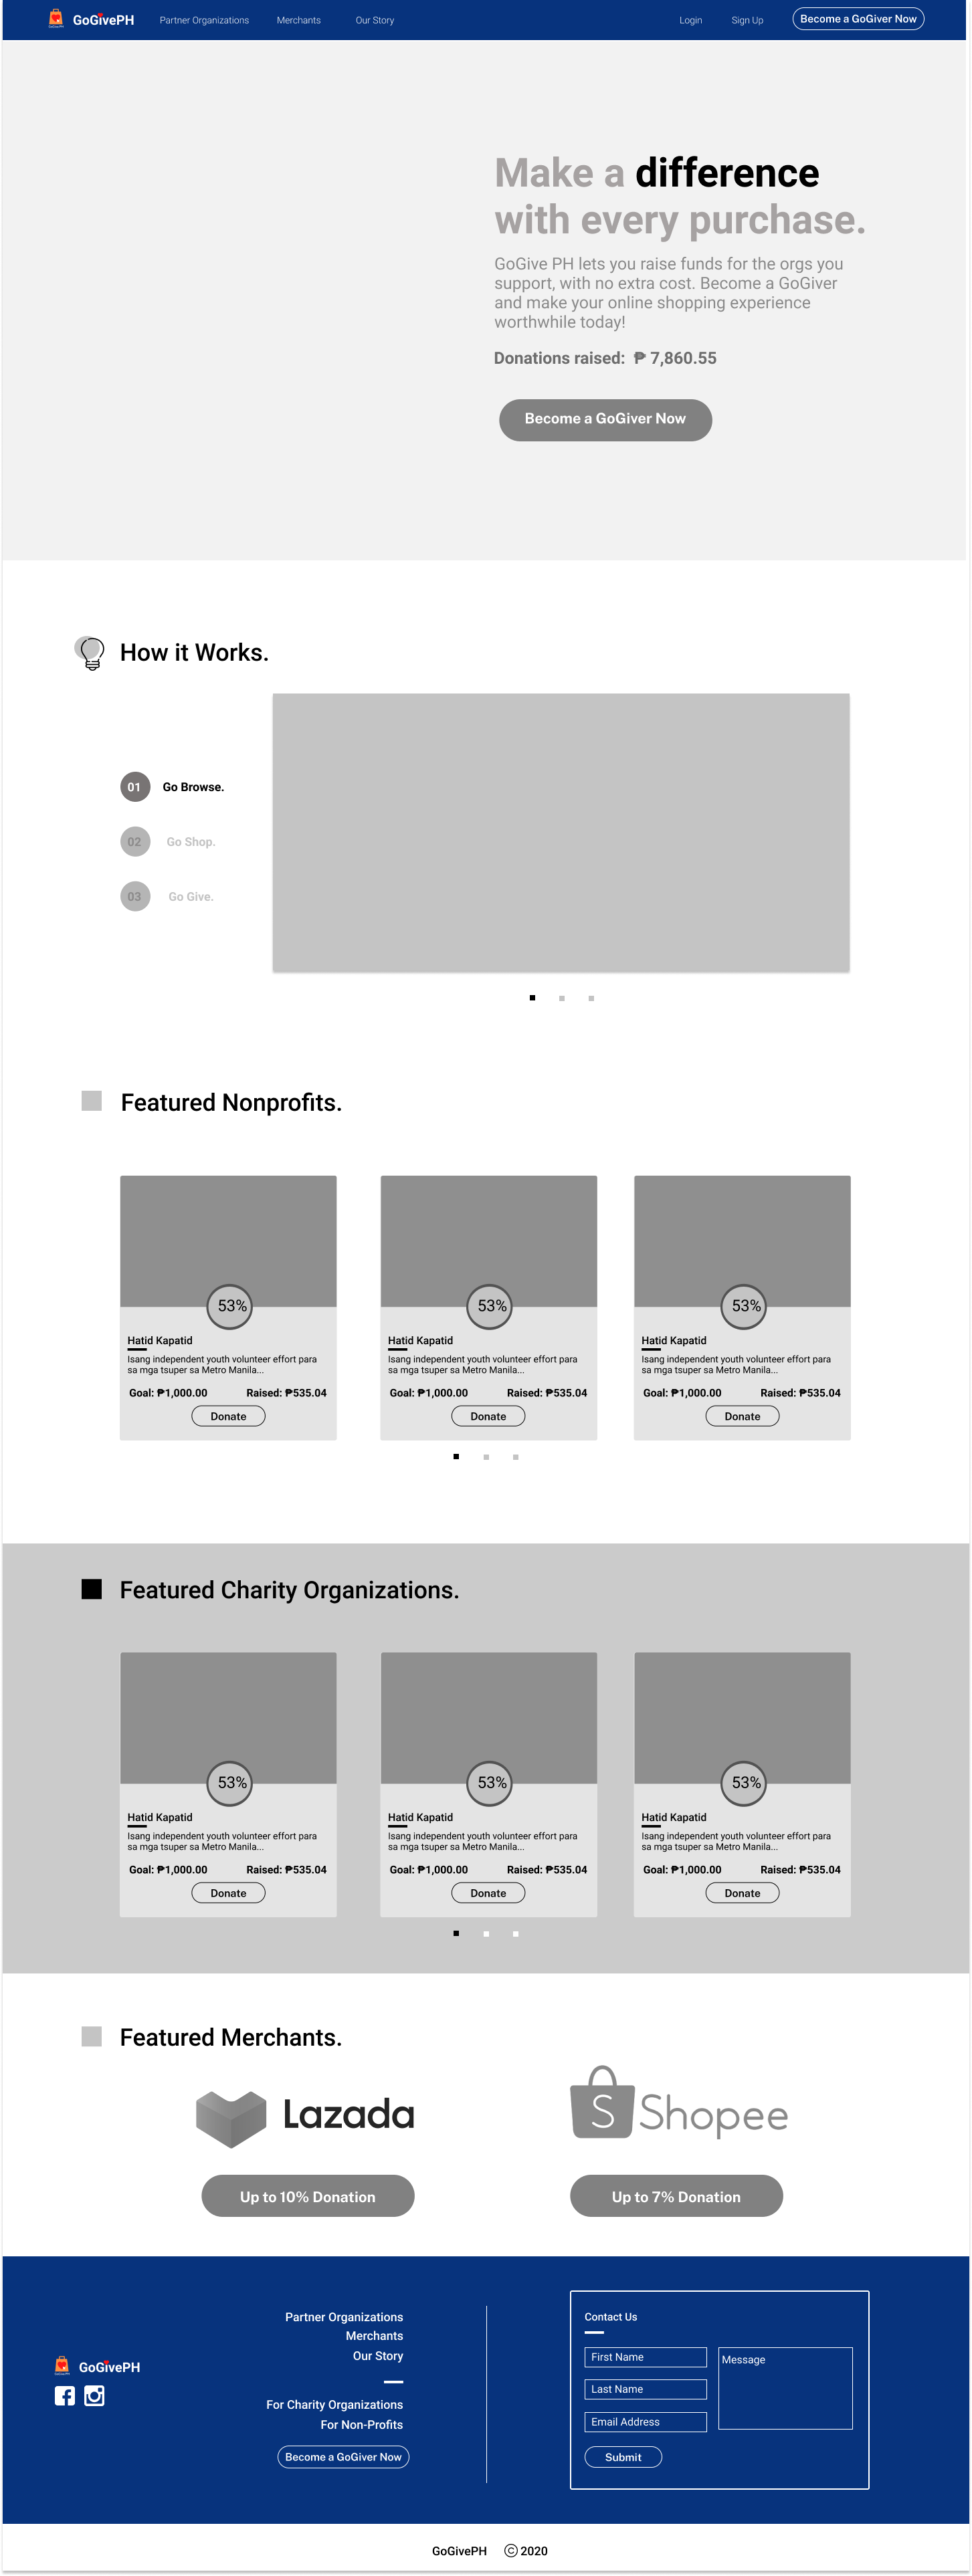 GoGivePH Partner Organizations Merchants Our Story Login Sign Up Become a GoGiver Now
Make a difference
with every purchase.
GoGive PH lets you raise funds for the orgs you
support, with no extra cost. Become a GoGiver
and make your online shopping experience
worthwhile today!
Donations raised: ₱ 7,860.55
Become a GoGiver Now
How it Works.
01 Go Browse.
02 Go Shop.
03 Go Give.
Featured Nonprofits.
53%
Hatid Kapatid
Isang independent youth volunteer effort para
sa mga tsuper sa Metro Manila...
Goal: ₱1,000.00 Raised: ₱535.04
Donate
53%
Hatid Kapatid
Isang independent youth volunteer effort para
sa mga tsuper sa Metro Manila...
Goal: ₱1,000.00 Raised: ₱535.04
Donate
53%
Hatid Kapatid
Isang independent youth volunteer effort para
sa mga tsuper sa Metro Manila...
Goal: ₱1,000.00 Raised: ₱535.04
Donate
Featured Charity Organizations.
53%
Hatid Kapatid
Isang independent youth volunteer effort para
sa mga tsuper sa Metro Manila...
Goal: ₱1,000.00 Raised: ₱535.04
Donate
53%
Hatid Kapatid
Isang independent youth volunteer effort para
sa mga tsuper sa Metro Manila...
Goal: ₱1,000.00 Raised: ₱535.04
Donate
53%
Hatid Kapatid
Isang independent youth volunteer effort para
sa mga tsuper sa Metro Manila...
Goal: ₱1,000.00 Raised: ₱535.04
Donate
Featured Merchants.
Lazada
S Shopee
Up to 10% Donation
Up to 7% Donation
GoGivePH
Partner Organizations
Merchants
Our Story
For Charity Organizations
For Non-Profits
Become a GoGiver Now
Contact Us
First Name
Last Name
Email Address
Message
Submit
GoGivePH © 2020